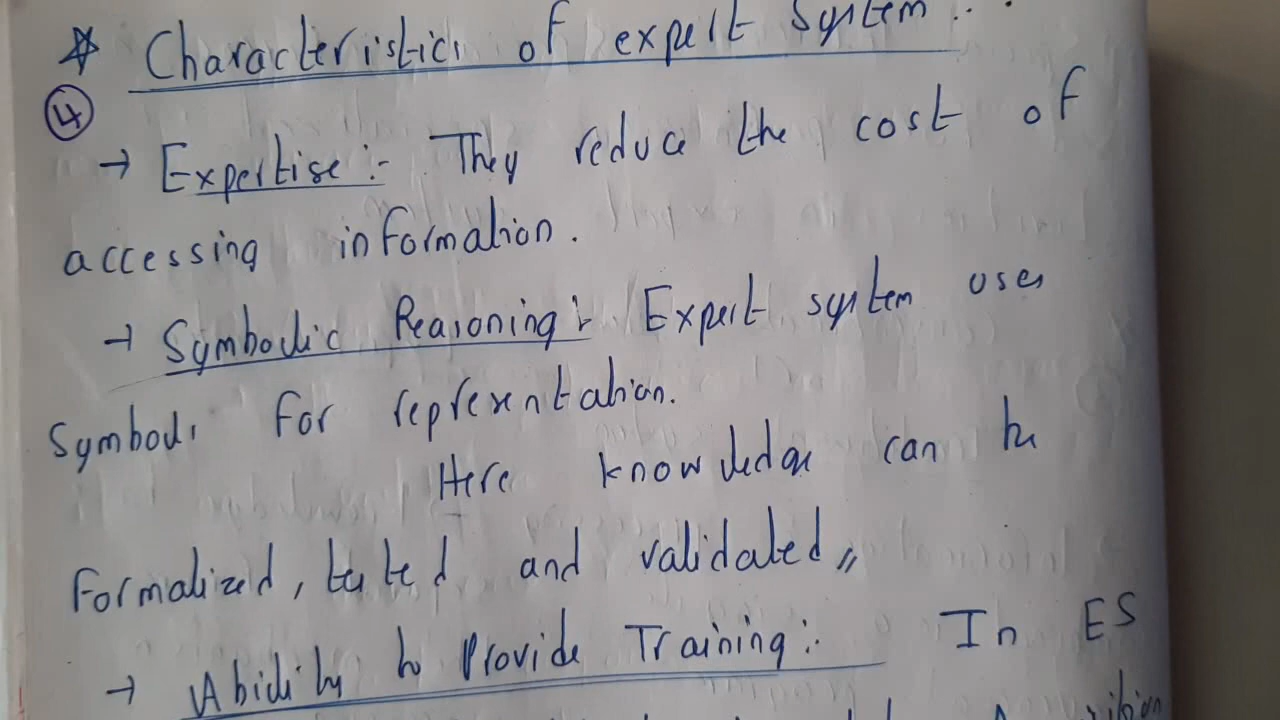 * Characteristics of expert System..
④
→ Expertise:- They reduce the cost of
accessing information.
→ Symbolic Reasoning:- Expert system uses
Symbols for representation.
Here knowledge can be
formalized, tested and validated,,
→ Ability to Provide Training:- In ES